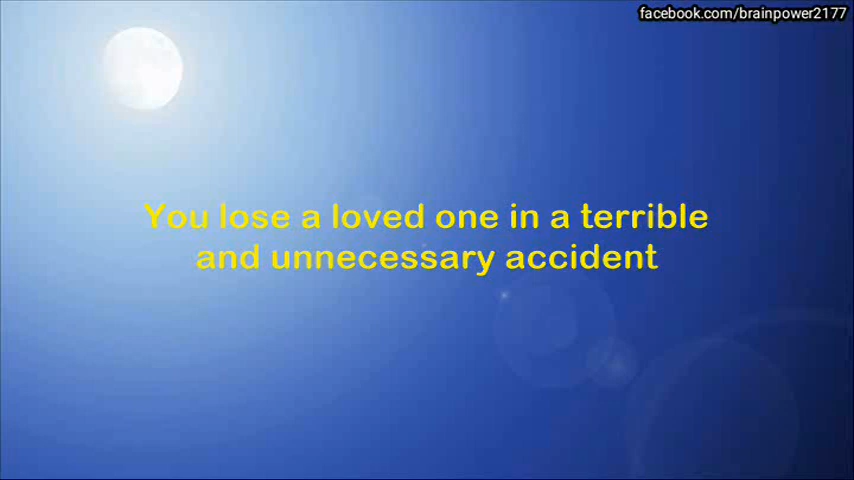 facebook.com/brainpower2177
You lose a loved one in a terrible
and unnecessary accident